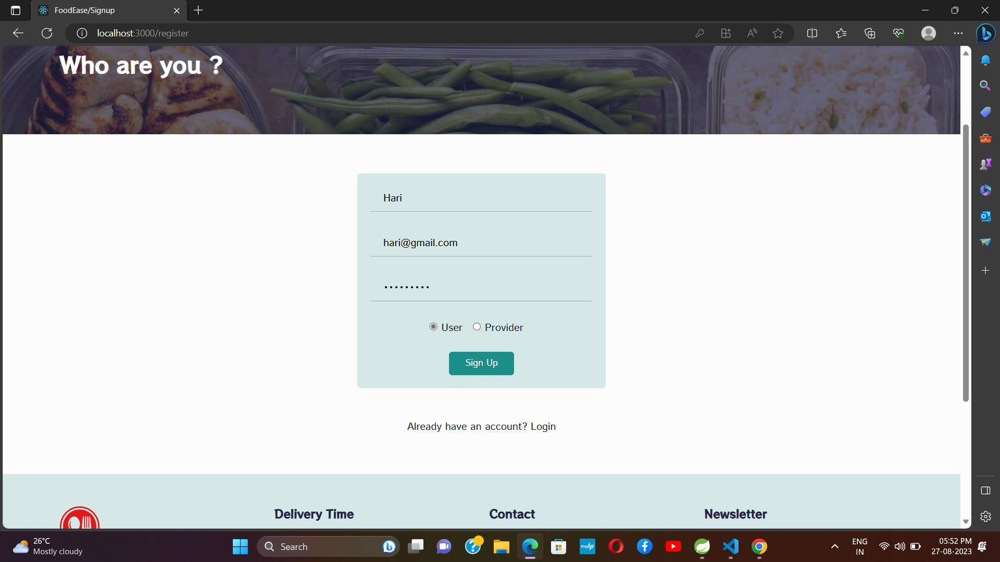 FoodEase/Signup
localhost:3000/register
Who are you ?
Hari
hari@gmail.com
•••••••••
User Provider
Sign Up
Already have an account? Login
Delivery Time
Contact
Newsletter
26°C
Mostly cloudy
Search
myhp
ENG
IN
05:52 PM
27-08-2023